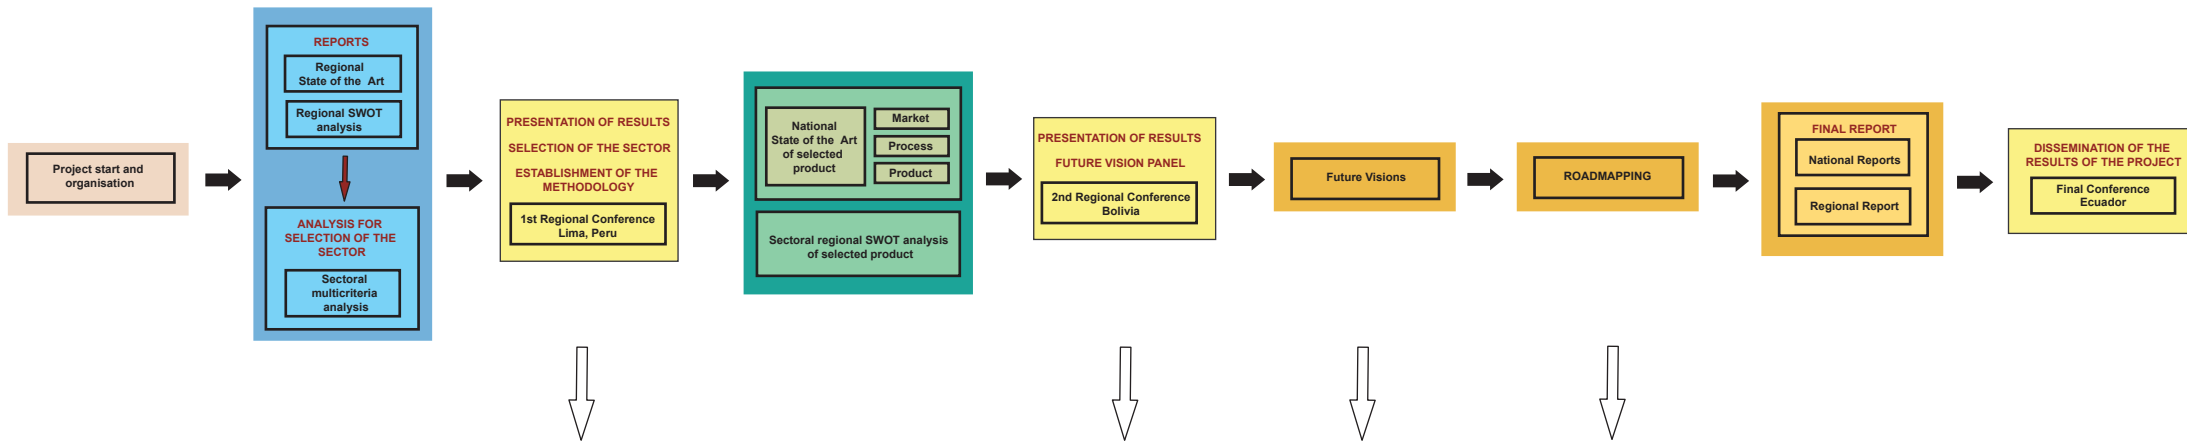 Project start and
organisation
REPORTS
Regional
State of the Art
Regional SWOT
analysis
ANALYSIS FOR
SELECTION OF THE
SECTOR
Sectoral
multicriteria
analysis
PRESENTATION OF RESULTS
SELECTION OF THE SECTOR
ESTABLISHMENT OF THE
METHODOLOGY
1st Regional Conference
Lima, Peru
National
State of the Art
of selected
product
Market
Process
Product
Sectoral regional SWOT analysis
of selected product
PRESENTATION OF RESULTS
FUTURE VISION PANEL
2nd Regional Conference
Bolivia
Future Visions
ROADMAPPING
FINAL REPORT
National Reports
Regional Report
DISSEMINATION OF THE
RESULTS OF THE PROJECT
Final Conference
Ecuador